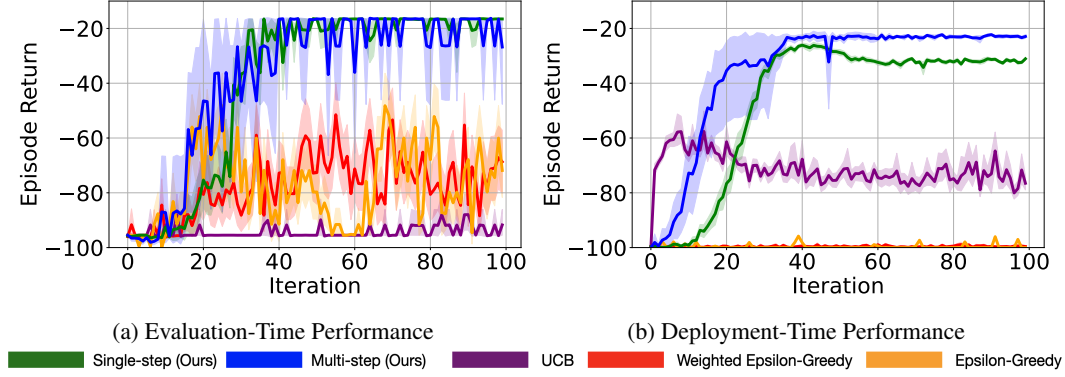 −20
−40
−60
−80
−100
Episode Return
0 20 40 60 80 100
Iteration
−20
−40
−60
−80
−100
Episode Return
0 20 40 60 80 100
Iteration
(a) Evaluation-Time Performance
(b) Deployment-Time Performance
Single-step (Ours) Multi-step (Ours) UCB Weighted Epsilon-Greedy Epsilon-Greedy